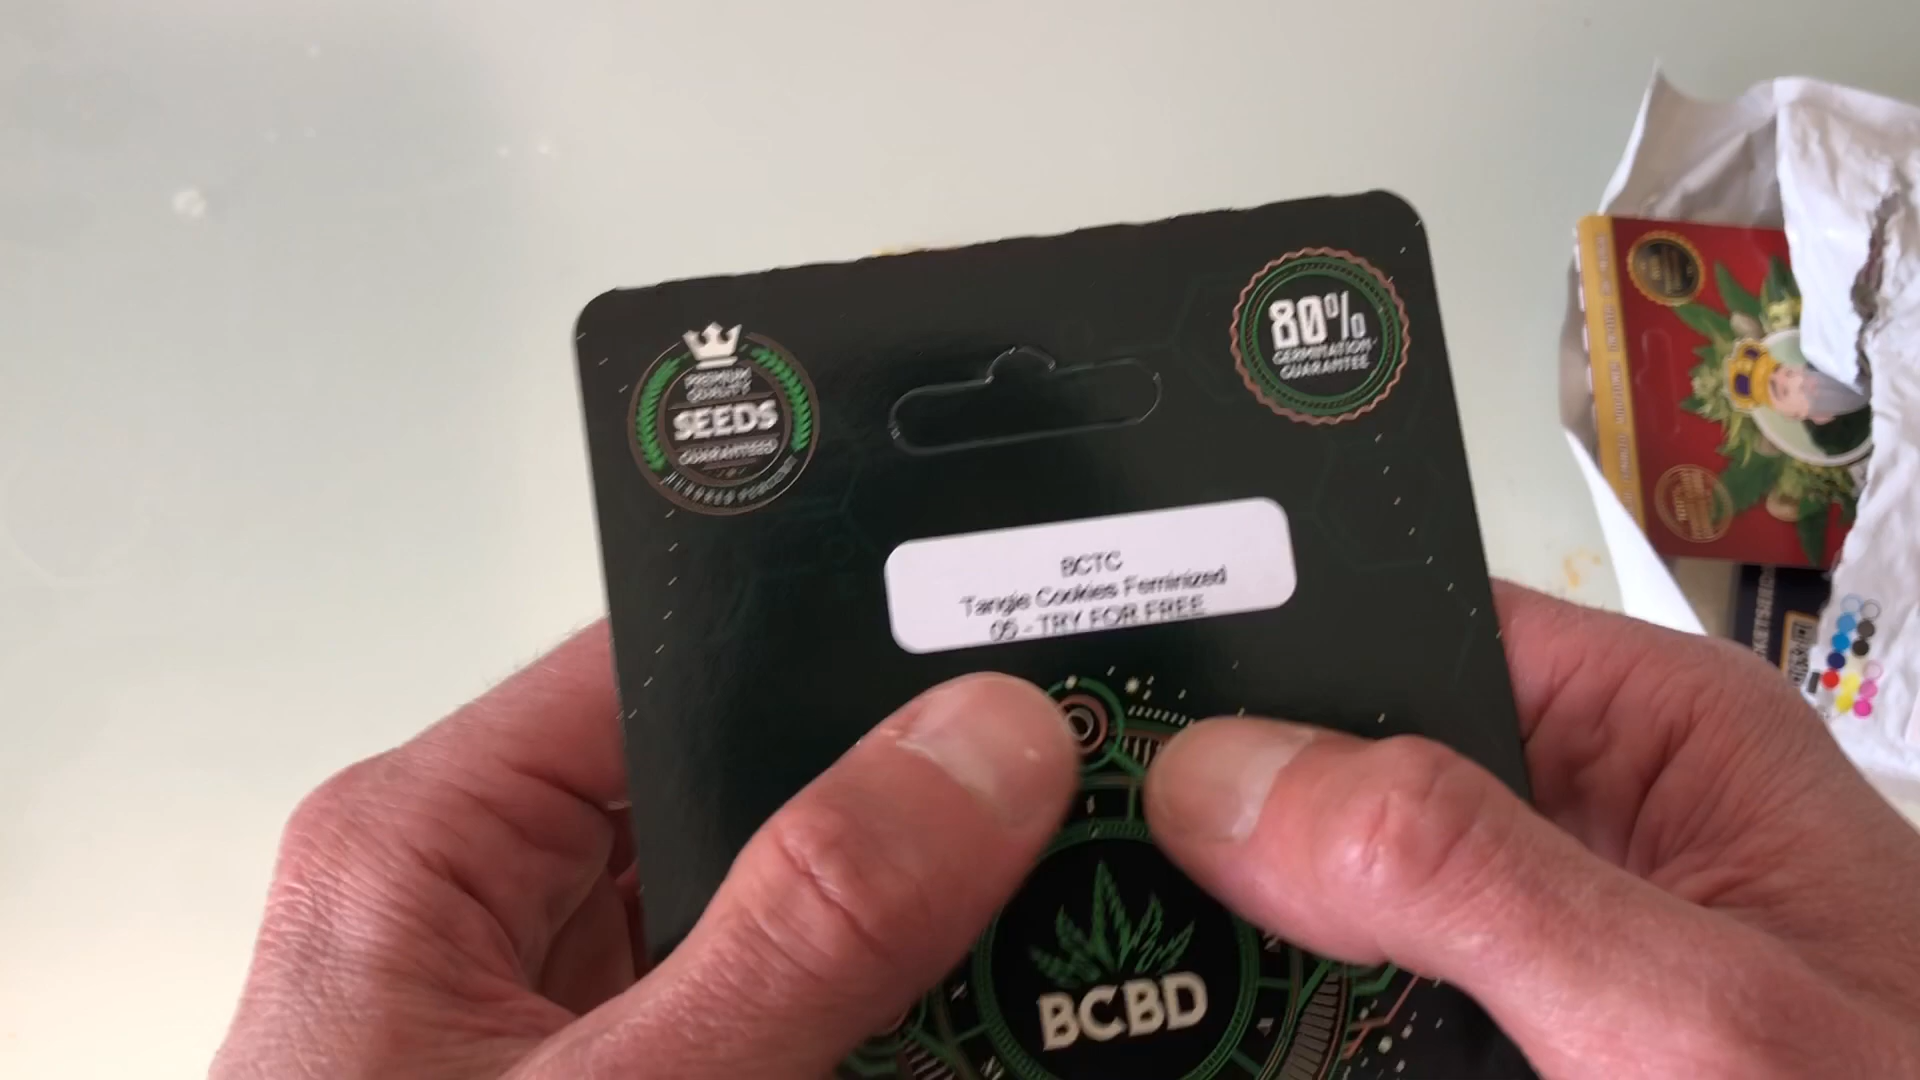 PREMIUM
QUALITY
SEEDS
GUARANTEED
80%
GERMINATION
GUARANTEE
BCTC
Tangie Cookies Feminized
05 - TRY FOR FREE
BCBD